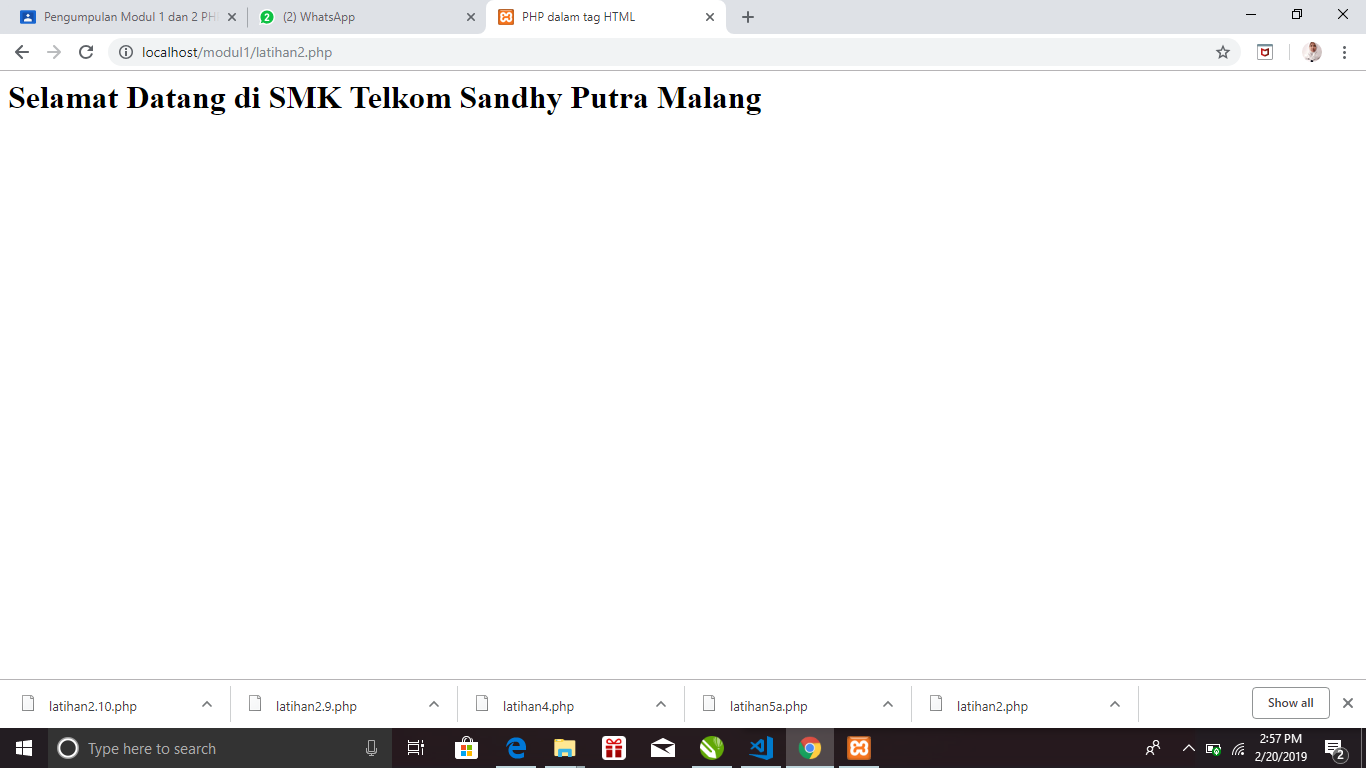 Pengumpulan Modul 1 dan 2 PH
(2) WhatsApp
PHP dalam tag HTML
localhost/modul1/latihan2.php
Selamat Datang di SMK Telkom Sandhy Putra Malang
latihan2.10.php
latihan2.9.php
latihan4.php
latihan5a.php
latihan2.php
Show all
Type here to search
2:57 PM
2/20/2019
2